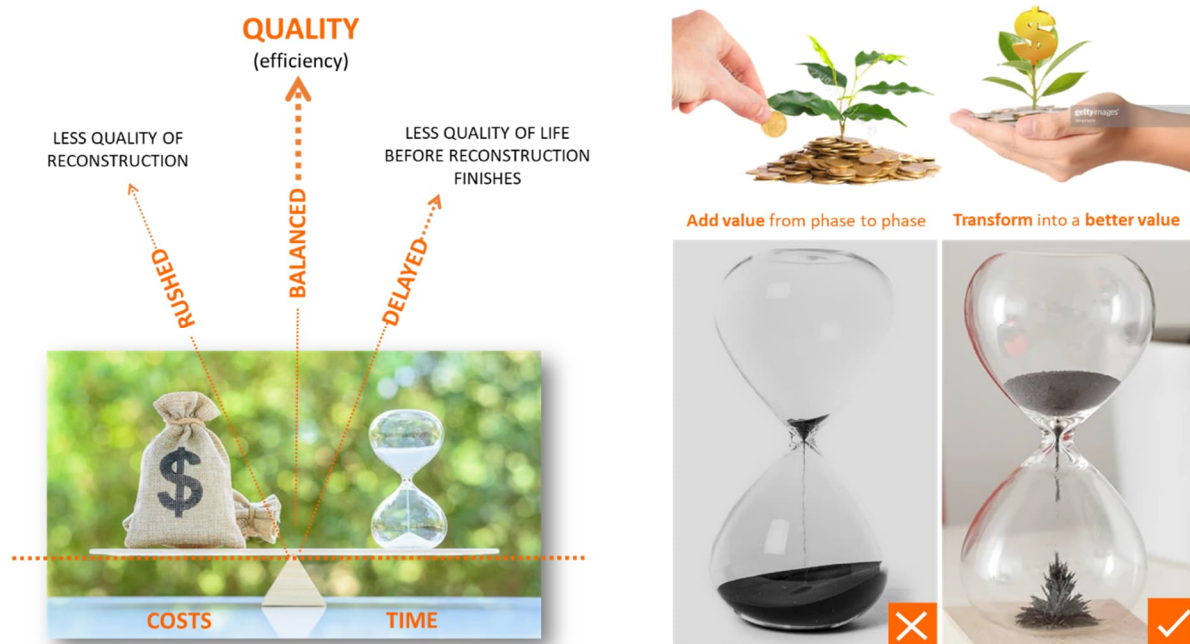 QUALITY
(efficiency)
LESS QUALITY OF
RECONSTRUCTION
LESS QUALITY OF LIFE
BEFORE RECONSTRUCTION
FINISHES
RUSHED
BALANCED
DELAYED
$
COSTS
TIME
$
gettyimages
Add value from phase to phase
Transform into a better value